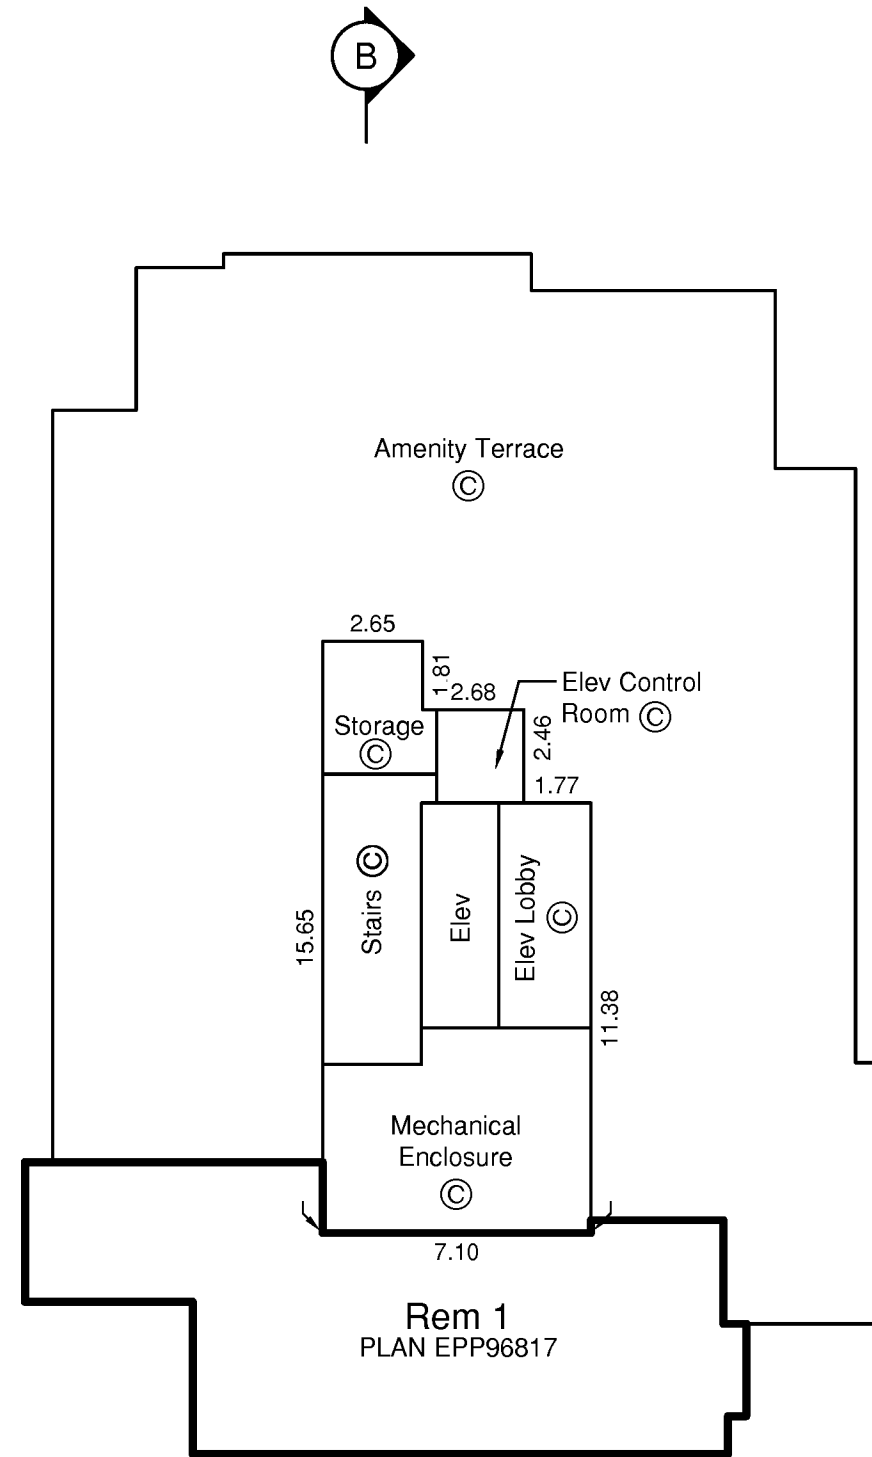 B
Amenity Terrace
©
2.65
1.81
2.68
Elev Control
Room ©
Storage
©
2.46
1.77
Stairs ©
Elev
Elev Lobby
©
15.65
11.38
Mechanical
Enclosure
©
7.10
Rem 1
PLAN EPP96817